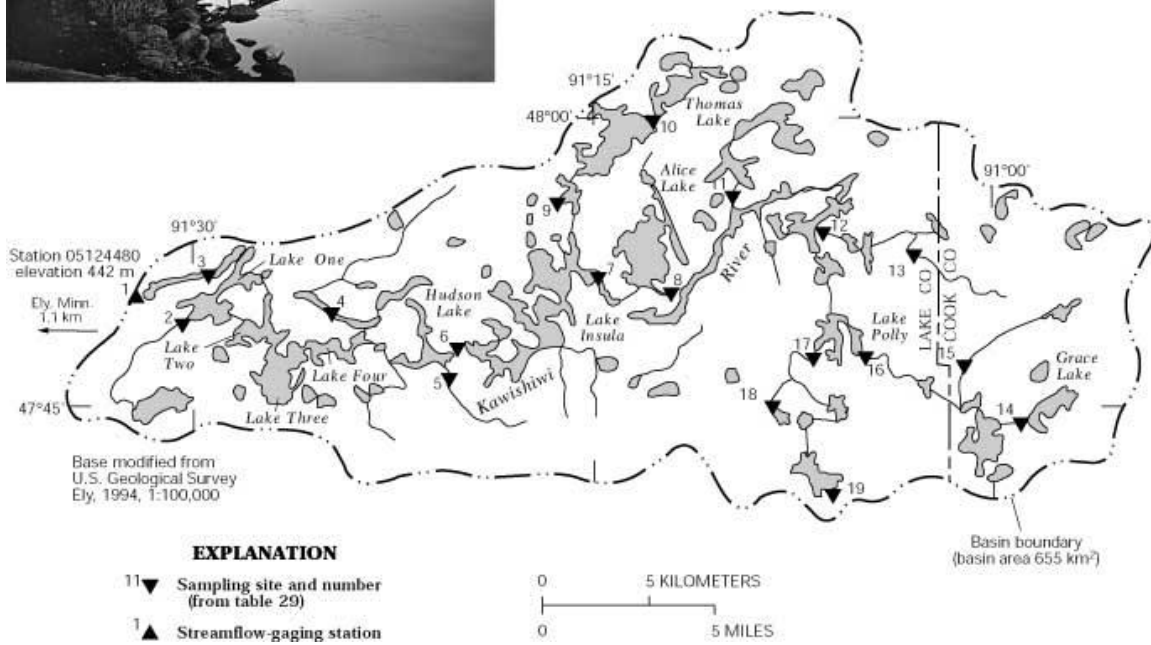 91°15'
48°00'
Thomas
Lake
10
Alice
Lake
91°00'
11
9
91°30'
Station 05124480
elevation 442 m
Lake One
3
12
13
1
7
8
River
Ely, Minn.
1.1 km
2
4
Hudson
Lake
Lake
Insula
LAKE CO
COOK CO
Lake
Two
6
Lake
Polly
17
15
16
Grace
Lake
Lake Four
5
Kawishiwi
18
47°45'
Lake Three
14
Base modified from
U.S. Geological Survey
Ely, 1994, 1:100,000
19
Basin boundary
(basin area 655 km²)
EXPLANATION
11 Sampling site and number
(from table 29)
1 Streamflow-gaging station
0 5 KILOMETERS
0 5 MILES